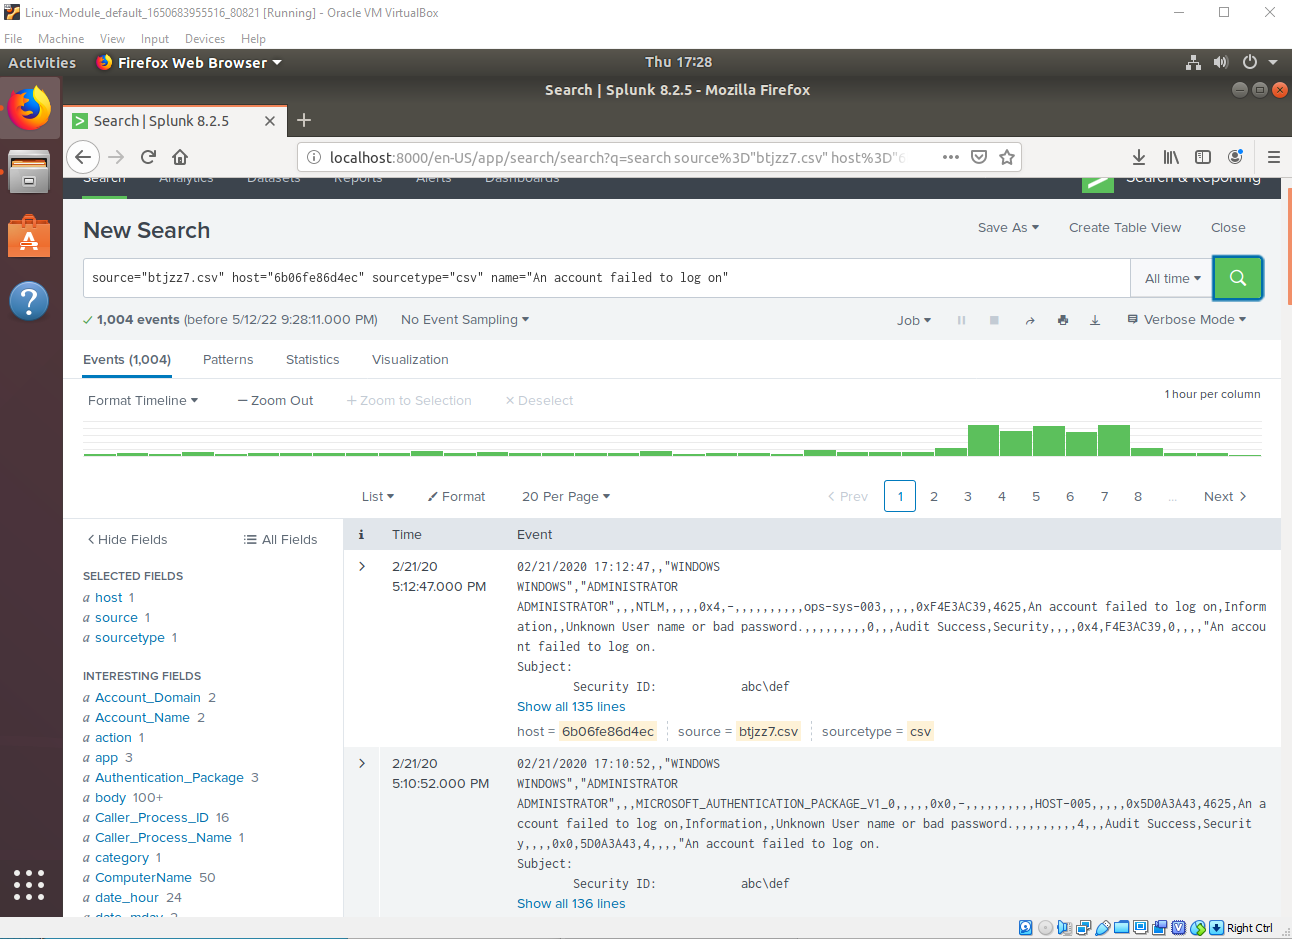 Linux-Module_default_1650683955516_80821 [Running] - Oracle VM VirtualBox
File Machine View Input Devices Help
Activities Firefox Web Browser Thu 17:28
Search | Splunk 8.2.5 - Mozilla Firefox
Search | Splunk 8.2.5
localhost:8000/en-US/app/search/search?q=search source%3D"btjzz7.csv" host%3D"6
Search Analytics Datasets Reports Alerts Dashboards Search & Reporting
New Search Save As Create Table View Close
source="btjzz7.csv" host="6b06fe86d4ec" sourcetype="csv" name="An account failed to log on" All time
1,004 events (before 5/12/22 9:28:11.000 PM) No Event Sampling Job Verbose Mode
Events (1,004) Patterns Statistics Visualization
Format Timeline — Zoom Out + Zoom to Selection × Deselect 1 hour per column
List Format 20 Per Page < Prev 1 2 3 4 5 6 7 8 ... Next >
< Hide Fields All Fields
i Time Event
SELECTED FIELDS
a host 1
a source 1
a sourcetype 1
INTERESTING FIELDS
a Account_Domain 2
a Account_Name 2
a action 1
a app 3
a Authentication_Package 3
a body 100+
a Caller_Process_ID 16
a Caller_Process_Name 1
a category 1
a ComputerName 50
a date_hour 24
a date_mday 2
> 2/21/20
5:12:47.000 PM
02/21/2020 17:12:47,,"WINDOWS
WINDOWS","ADMINISTRATOR
ADMINISTRATOR",,,NTLM,,,,,0x4,-,,,,,,,,,,ops-sys-003,,,,,0xF4E3AC39,4625,An account failed to log on,Inform
ation,,Unknown User name or bad password.,,,,,,,,,0,,,Audit Success,Security,,,,0x4,F4E3AC39,0,,,,"An accou
nt failed to log on.
Subject:
Security ID: abc\def
Show all 135 lines
host = 6b06fe86d4ec source = btjzz7.csv sourcetype = csv
> 2/21/20
5:10:52.000 PM
02/21/2020 17:10:52,,"WINDOWS
WINDOWS","ADMINISTRATOR
ADMINISTRATOR",,,MICROSOFT_AUTHENTICATION_PACKAGE_V1_0,,,,,0x0,-,,,,,,,,,,HOST-005,,,,,0x5D0A3A43,4625,An a
ccount failed to log on,Information,,Unknown User name or bad password.,,,,,,,,,4,,,Audit Success,Securit
y,,,,0x0,5D0A3A43,4,,,,"An account failed to log on.
Subject:
Security ID: abc\def
Show all 136 lines
Right Ctrl